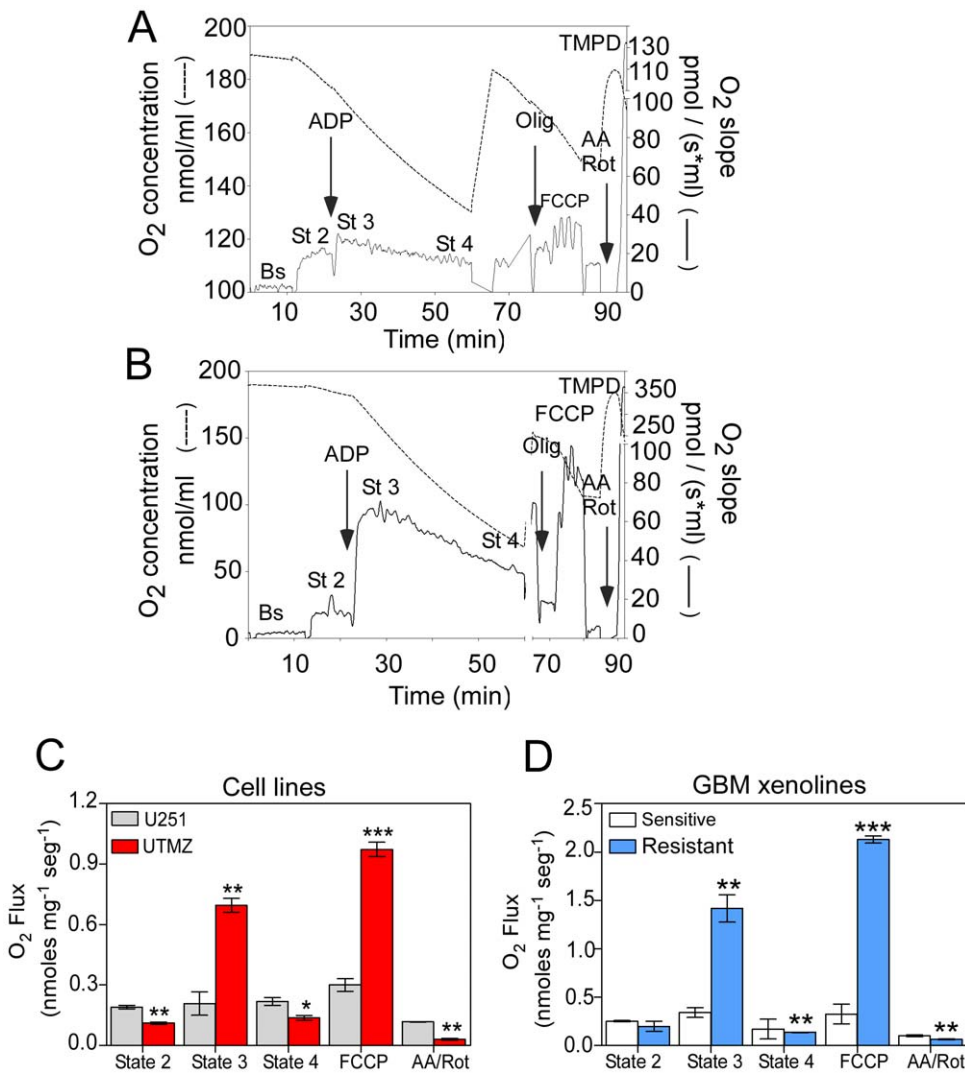 A
O2 concentration
nmol/ml (----)
200
180
160
140
120
100
Bs
St 2
ADP
St 3
St 4
Olig
FCCP
AA
Rot
TMPD
130
110
100
80
60
40
20
0
O2 slope
pmol / (s*ml) (—)
10
30
50
70
90
Time (min)
B
O2 concentration
nmol/ml (----)
200
150
100
50
0
Bs
St 2
ADP
St 3
St 4
Olig
FCCP
TMPD
AA
Rot
350
250
100
80
60
40
20
0
O2 slope
pmol / (s*ml) (—)
10
30
50
70
90
Time (min)
C
Cell lines
O2 Flux
(nmoles mg-1 seg-1)
1.2
0.9
0.6
0.3
0.0
U251
UTMZ
**
**
*
***
**
State 2
State 3
State 4
FCCP
AA/Rot
D
GBM xenolines
O2 Flux
(nmoles mg-1 seg-1)
2.5
2.0
1.5
1.0
0.5
0.0
Sensitive
Resistant
**
**
***
**
State 2
State 3
State 4
FCCP
AA/Rot